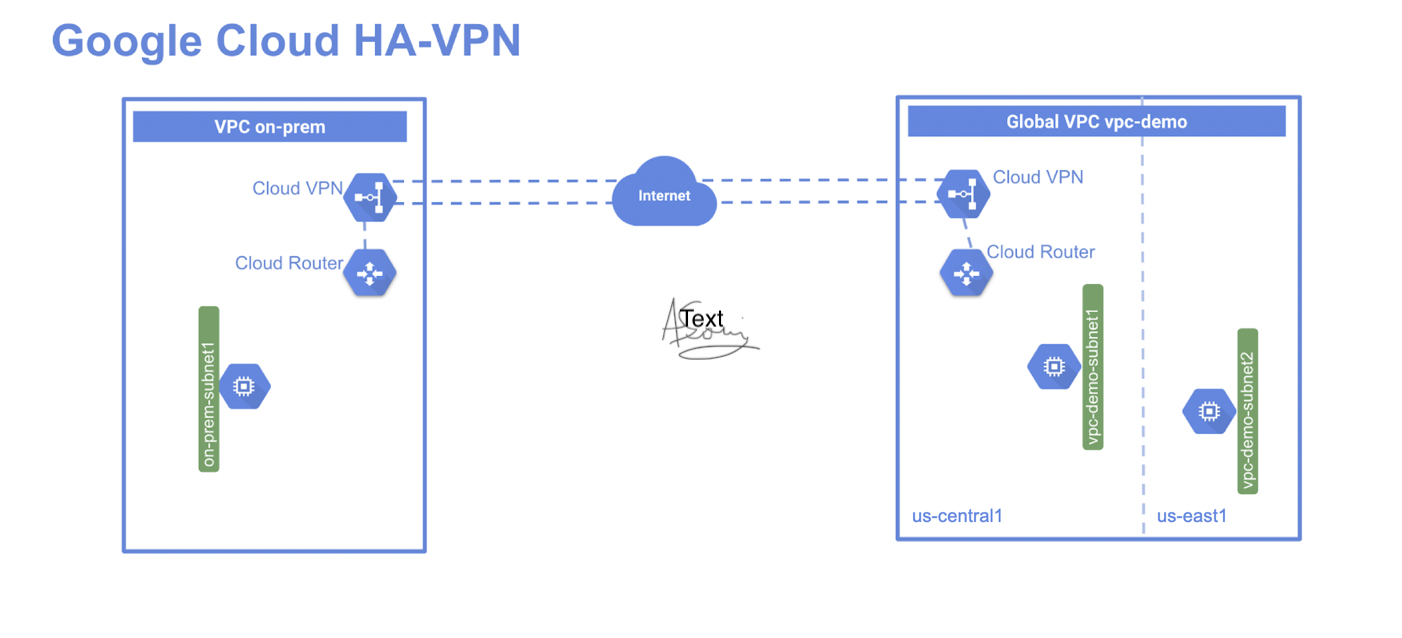 Google Cloud HA-VPN
VPC on-prem
Cloud VPN
Cloud Router
on-prem-subnet1
Internet
Text
Global VPC vpc-demo
Cloud VPN
Cloud Router
vpc-demo-subnet1
vpc-demo-subnet2
us-central1
us-east1